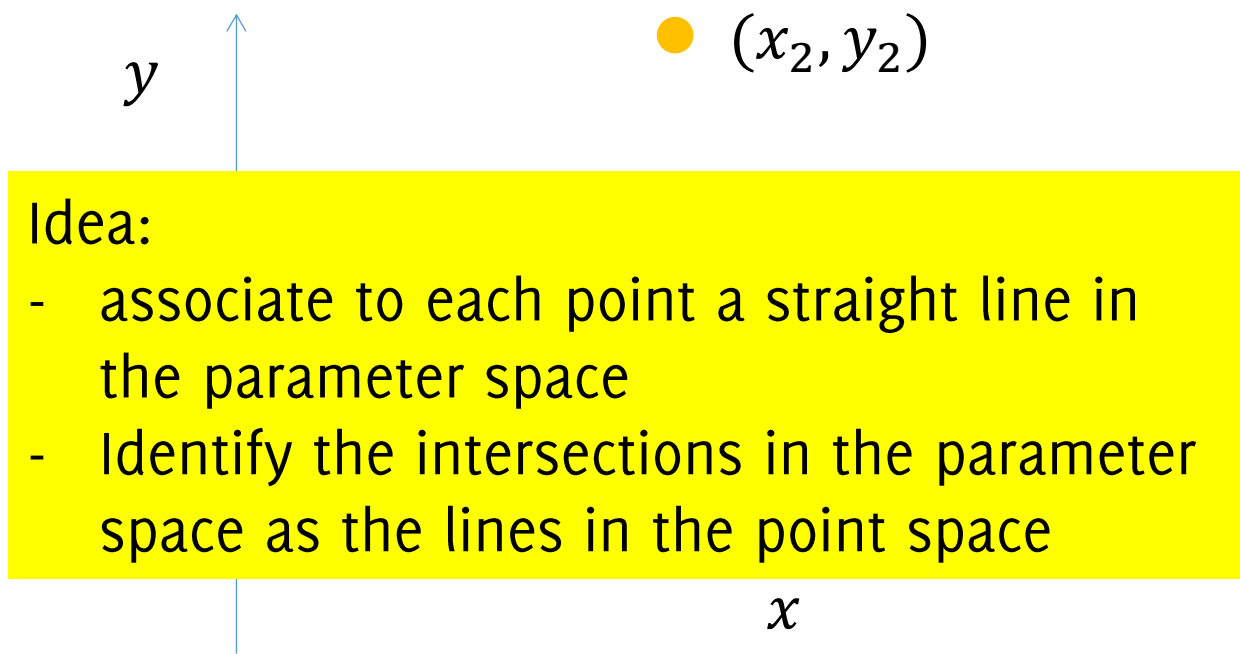 (x₂, y₂)
y
Idea:
- associate to each point a straight line in
the parameter space
- Identify the intersections in the parameter
space as the lines in the point space
x